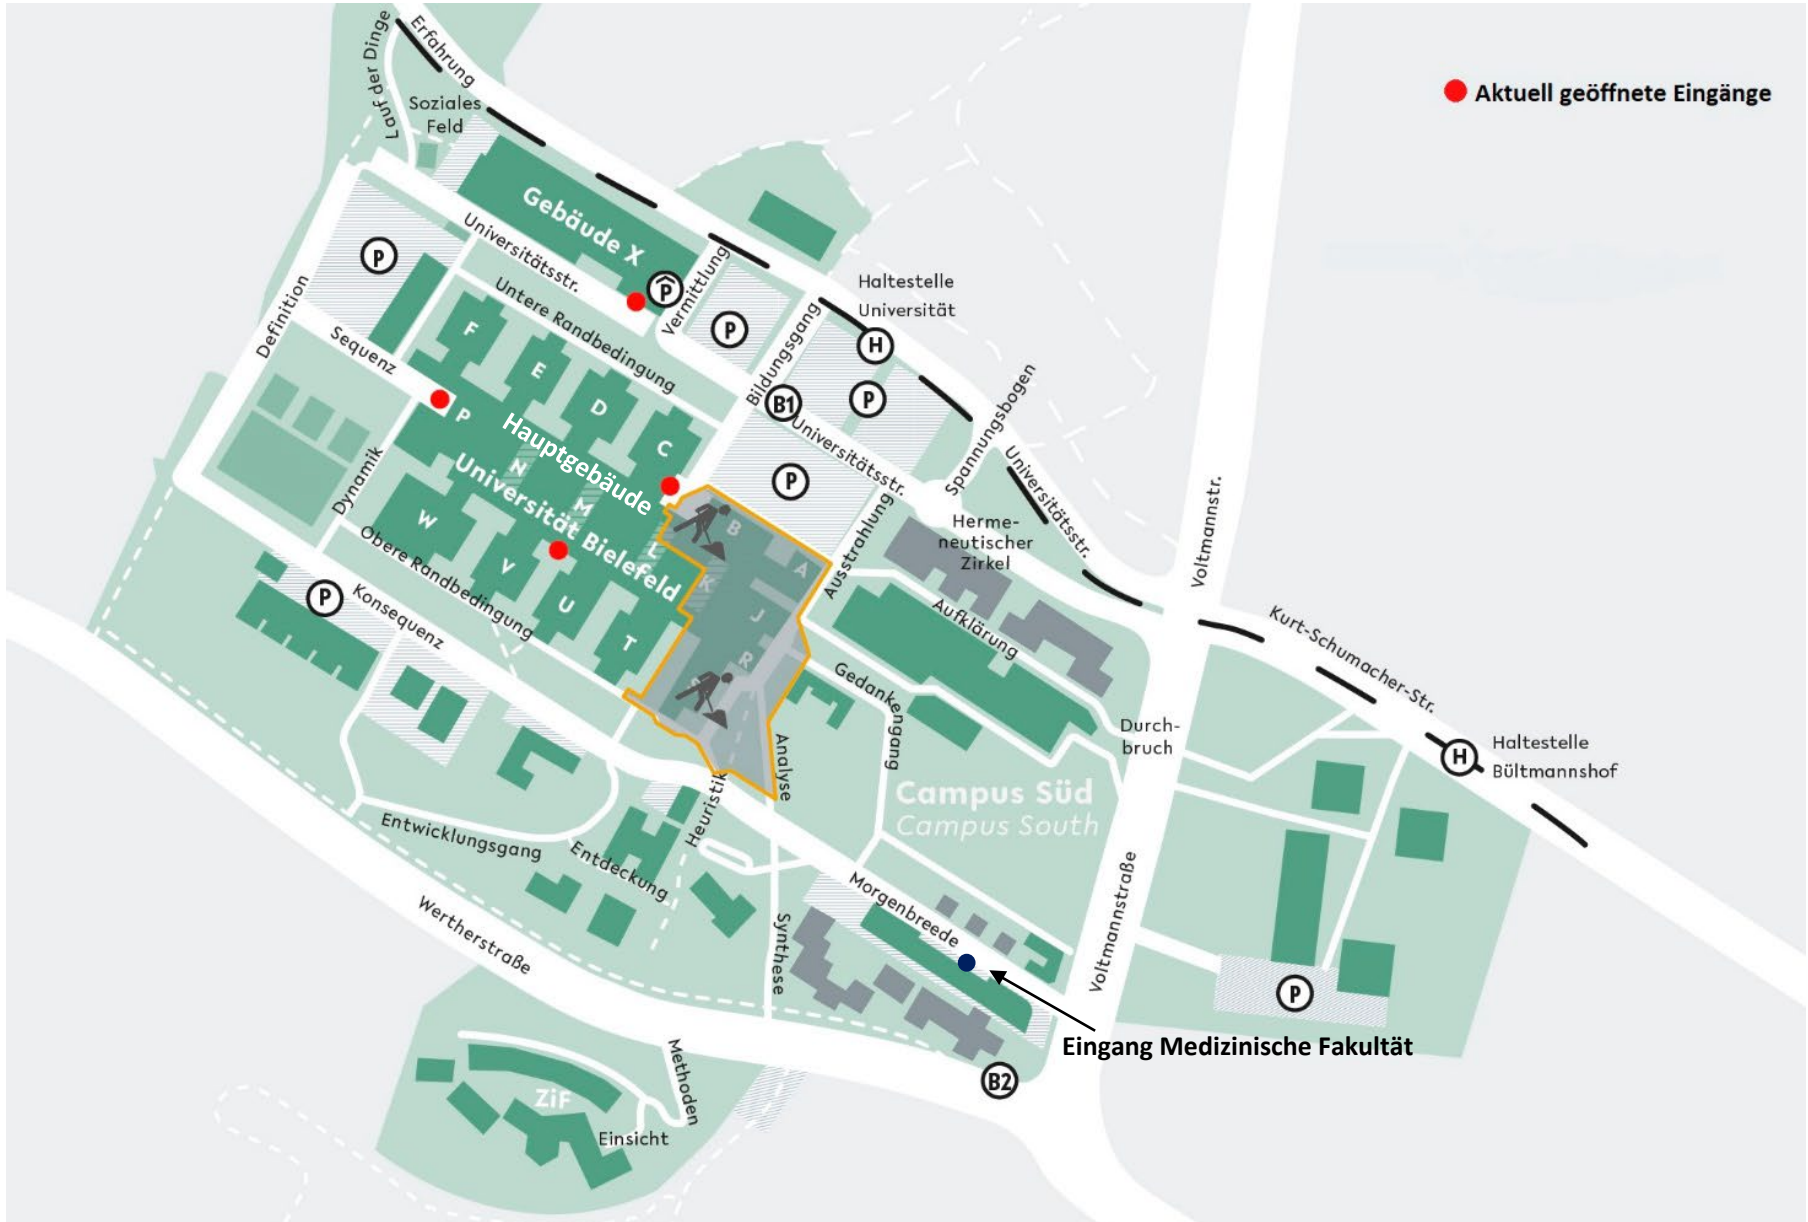 Aktuell geöffnete Eingänge
Lauf der Dinge
Erfahrung
Soziales
Feld
Gebäude X
P
P
Universitätsstr.
Vermittlung
P
Untere Randbedingung
Haltestelle
Universität
H
Definition
Sequenz
F
E
D
C
Bildungsgang
B1
P
P
Hauptgebäude
Universität Bielefeld
N
M
L
K
P
Universitätsstr.
Spannungsbogen
Universitätsstr.
Voltmannstr.
Dynamik
W
V
U
T
B
A
J
R
S
Ausstrahlung
Herme-
neutischer
Zirkel
Aufklärung
Kurt-Schumacher-Str.
Obere Randbedingung
P
Konsequenz
Gedankengang
Durch-
bruch
H
Haltestelle
Bültmannshof
Analyse
Heuristik
Campus Süd
Campus South
Entwicklungsgang
Entdeckung
Morgenbreede
Wertherstraße
Synthese
Voltmannstraße
P
Eingang Medizinische Fakultät
B2
Methoden
ZiF
Einsicht